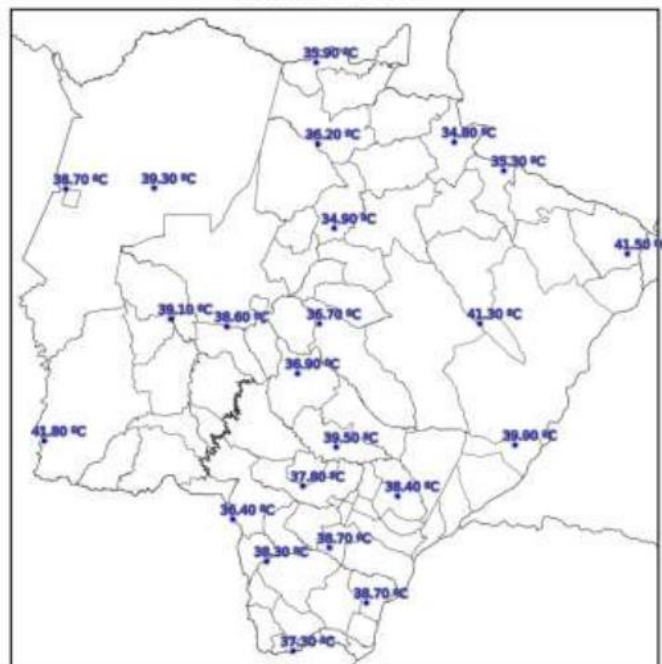 35.90 ºC
36.20 ºC
34.80 ºC
35.30 ºC
38.70 ºC
39.30 ºC
34.90 ºC
41.50 º
39.10 ºC
38.60 ºC
36.70 ºC
41.30 ºC
36.90 ºC
41.80 ºC
39.50 ºC
39.90 ºC
37.80 ºC
38.40 ºC
36.40 ºC
38.30 ºC
38.70 ºC
38.70 ºC
37.30 ºC